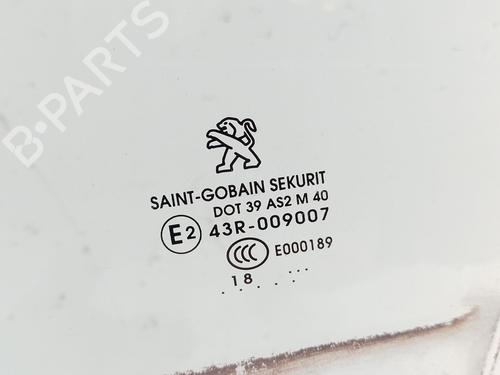 B-PARTS
SAINT-GOBAIN SEKURIT
DOT 39 AS2 M 40
E2 43R-009007
CCC E000189
18